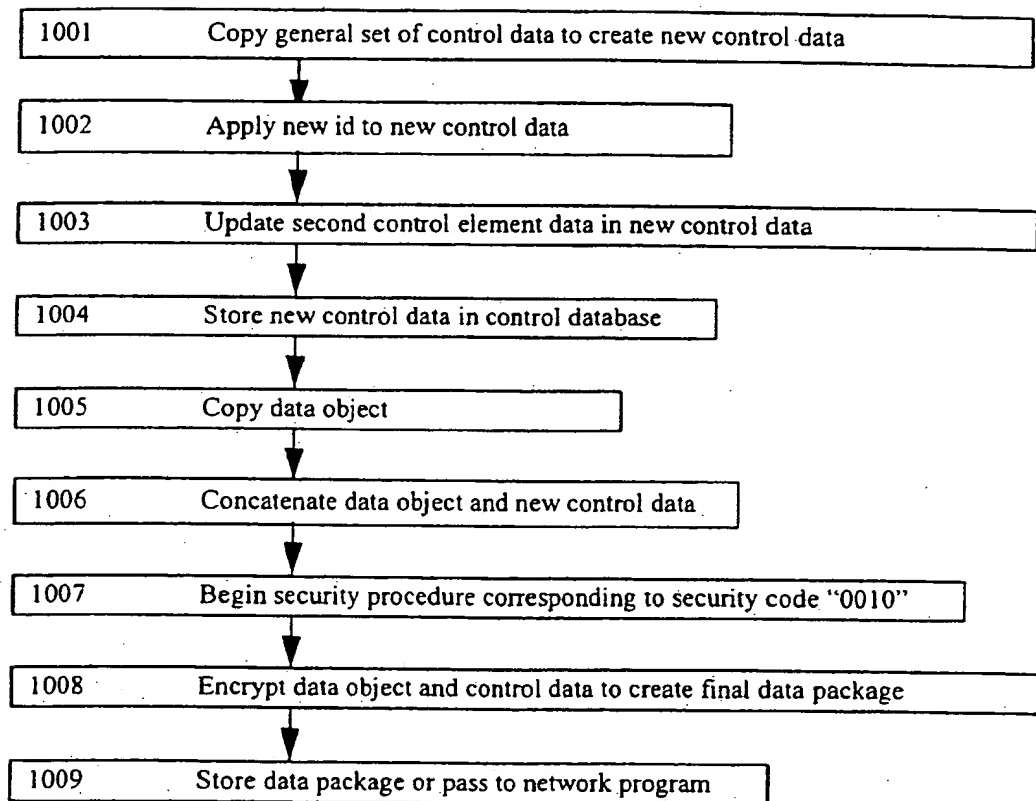 1001 Copy general set of control data to create new control data
1002 Apply new id to new control data
1003 Update second control element data in new control data
1004 Store new control data in control database
1005 Copy data object
1006 Concatenate data object and new control data
1007 Begin security procedure corresponding to security code “0010”
1008 Encrypt data object and control data to create final data package
1009 Store data package or pass to network program